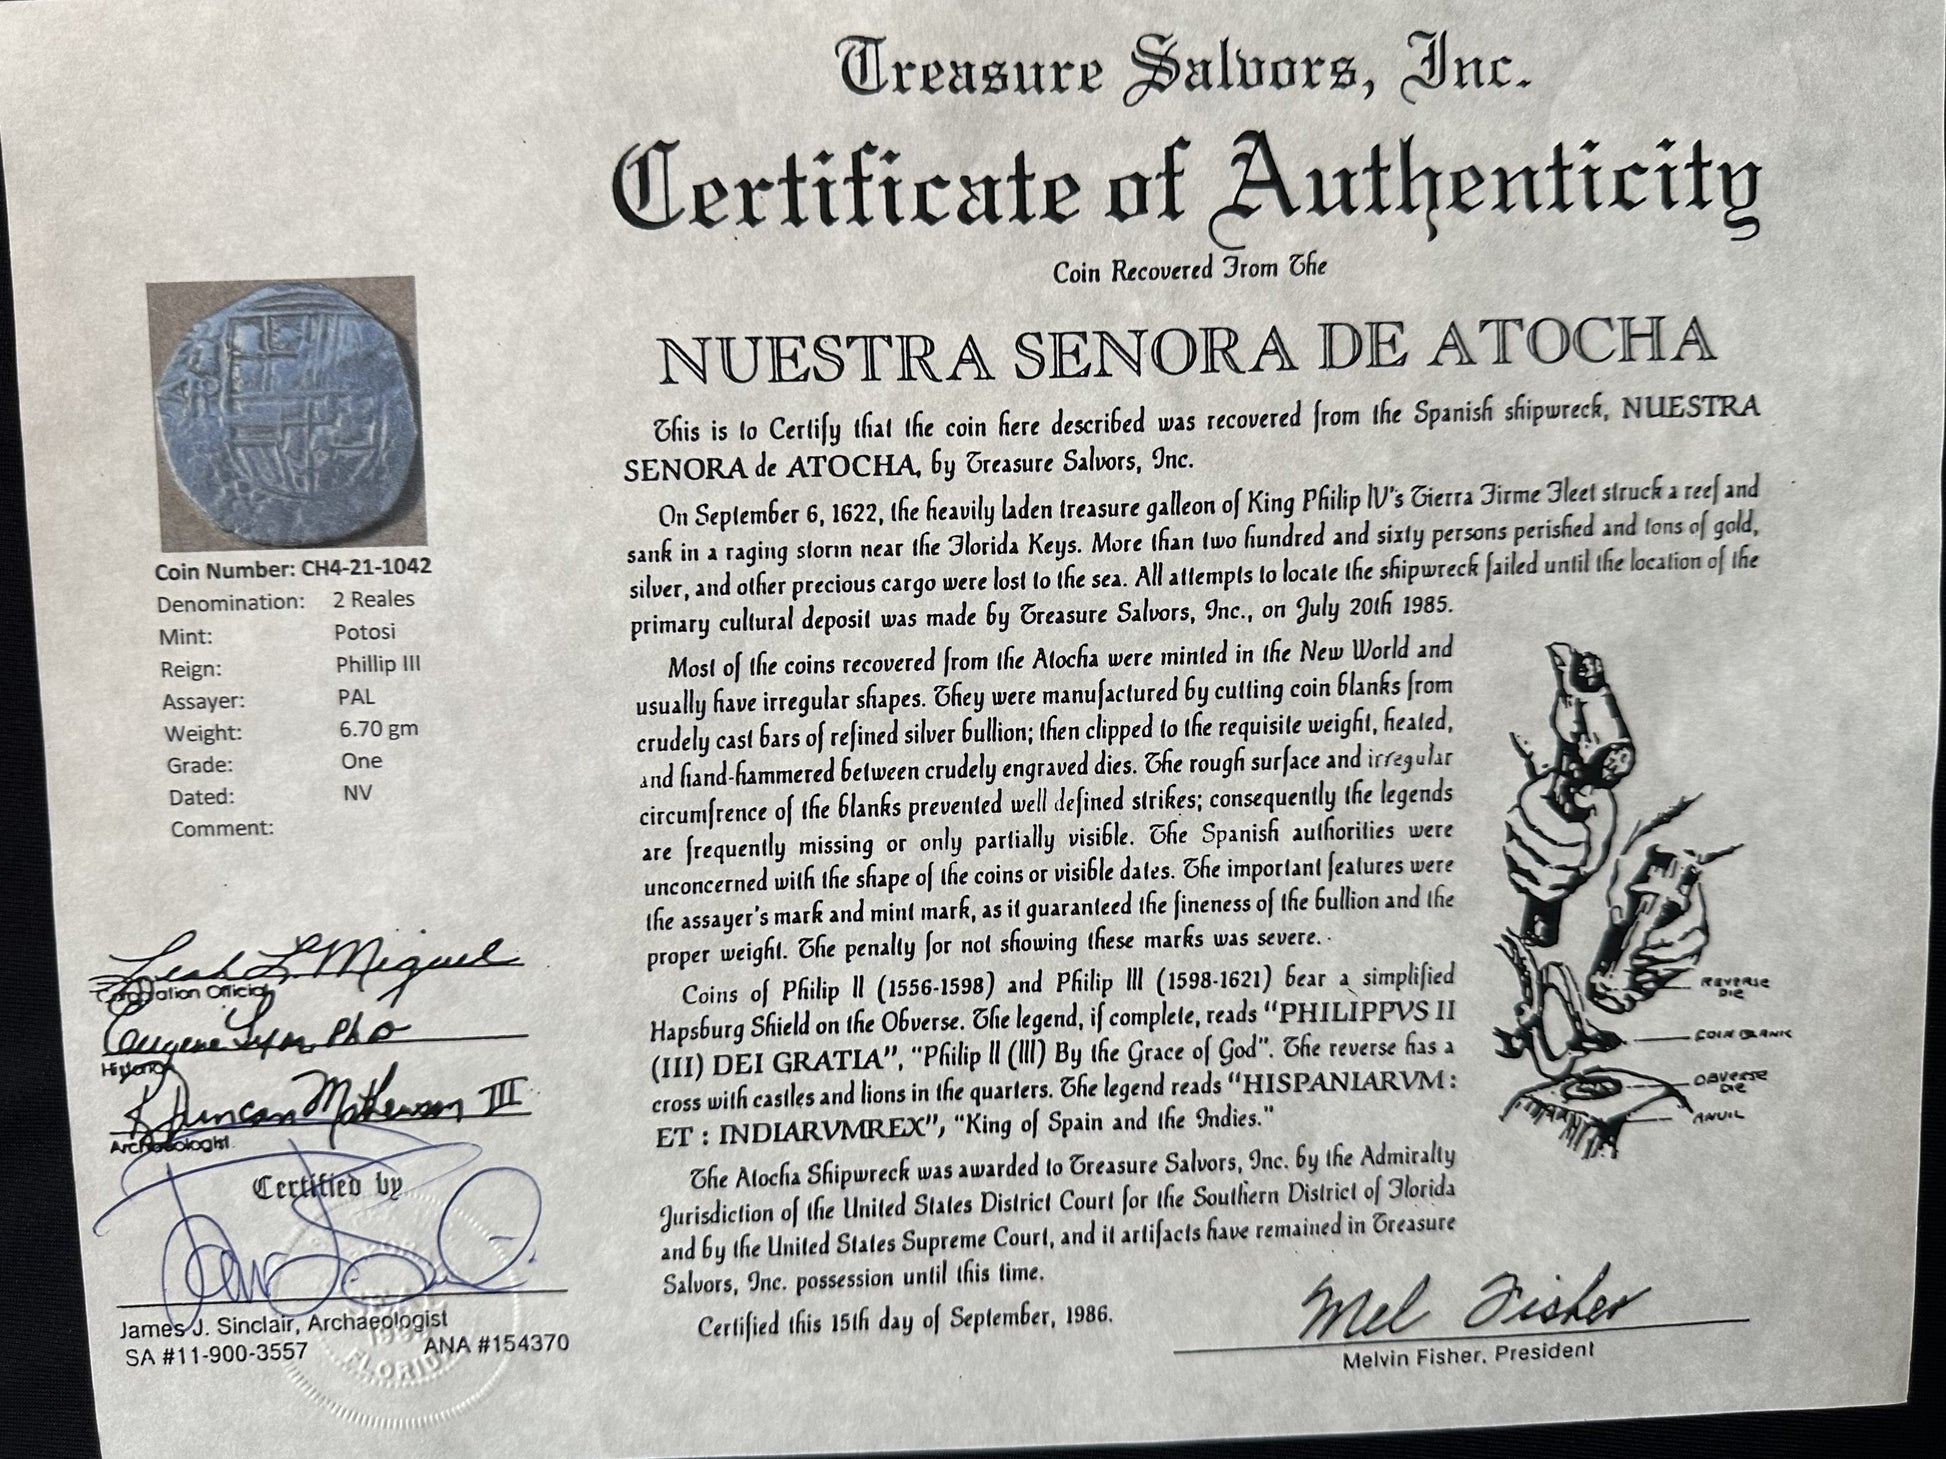 Treasure Salvors, Inc.
Certificate of Authenticity
Coin Recovered From The
NUESTRA SENORA DE ATOCHA
This is to Certify that the coin here described was recovered from the Spanish shipwreck, NUESTRA
SENORA de ATOCHA, by Treasure Salvors, Inc.
On September 6, 1622, the heavily laden treasure galleon of King Philip IV's Tierra Firme Fleet struck a reef and
sank in a raging storm near the Florida Keys. More than two hundred and sixty persons perished and tons of gold,
silver, and other precious cargo were lost to the sea. All attempts to locate the shipwreck failed until the location of the
primary cultural deposit was made by Treasure Salvors, Inc., on July 20th 1985.
Most of the coins recovered from the Atocha were minted in the New World and
usually have irregular shapes. They were manufactured by cutting coin blanks from
crudely cast bars of refined silver bullion; then clipped to the requisite weight, heated,
and hand-hammered between crudely engraved dies. The rough surface and irregular
circumfrence of the blanks prevented well defined strikes; consequently the legends
are frequently missing or only partially visible. The Spanish authorities were
unconcerned with the shape of the coins or visible dates. The important features were
the assayer's mark and mint mark, as it guaranteed the fineness of the bullion and the
proper weight. The penalty for not showing these marks was severe.
Coins of Philip II (1556-1598) and Philip III (1598-1621) bear a simplified
Hapsburg Shield on the Obverse. The legend, if complete, reads "PHILIPPVS II
(III) DEI GRATIA", "Philip II (III) By the Grace of God". The reverse has a
cross with castles and lions in the quarters. The legend reads "HISPANIARVM :
ET : INDIARVMREX", "King of Spain and the Indies."
The Atocha Shipwreck was awarded to Treasure Salvors, Inc. by the Admiralty
Jurisdiction of the United States District Court for the Southern District of Florida
and by the United States Supreme Court, and it artifacts have remained in Treasure
Salvors, Inc. possession until this time.
Certified this 15th day of September, 1986.
Coin Number: CH4-21-1042
Denomination: 2 Reales
Mint: Potosi
Reign: Phillip III
Assayer: PAL
Weight: 6.70 gm
Grade: One
Dated: NV
Comment:
Leah L. Miguel
Official
Eugene Lyon, PhD
Historian
R Duncan Mathewson III
Archaeologist
Certified by
James J. Sinclair, Archaeologist
SA #11-900-3557 ANA #154370
FLORIDA
REVERSE
DIE
COIN BLANK
OBVERSE
DIE
ANVIL
Mel Fisher
Melvin Fisher, President